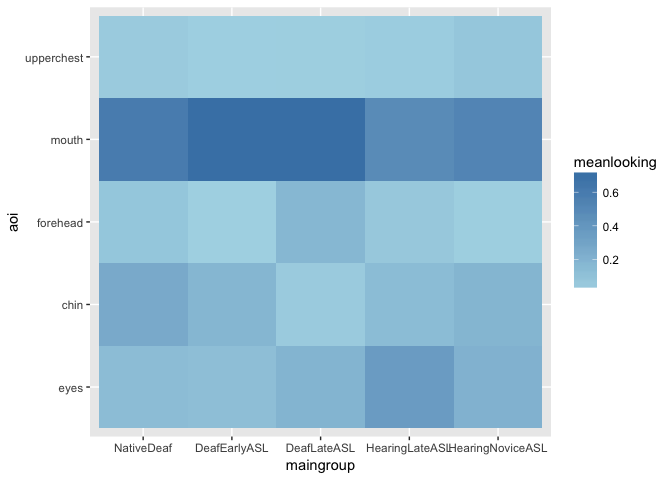 upperchest
mouth
forehead
chin
eyes
aoi
NativeDeaf DeafEarlyASL DeafLateASL HearingLateASL HearingNoviceASL
maingroup
meanlooking
0.6
0.4
0.2